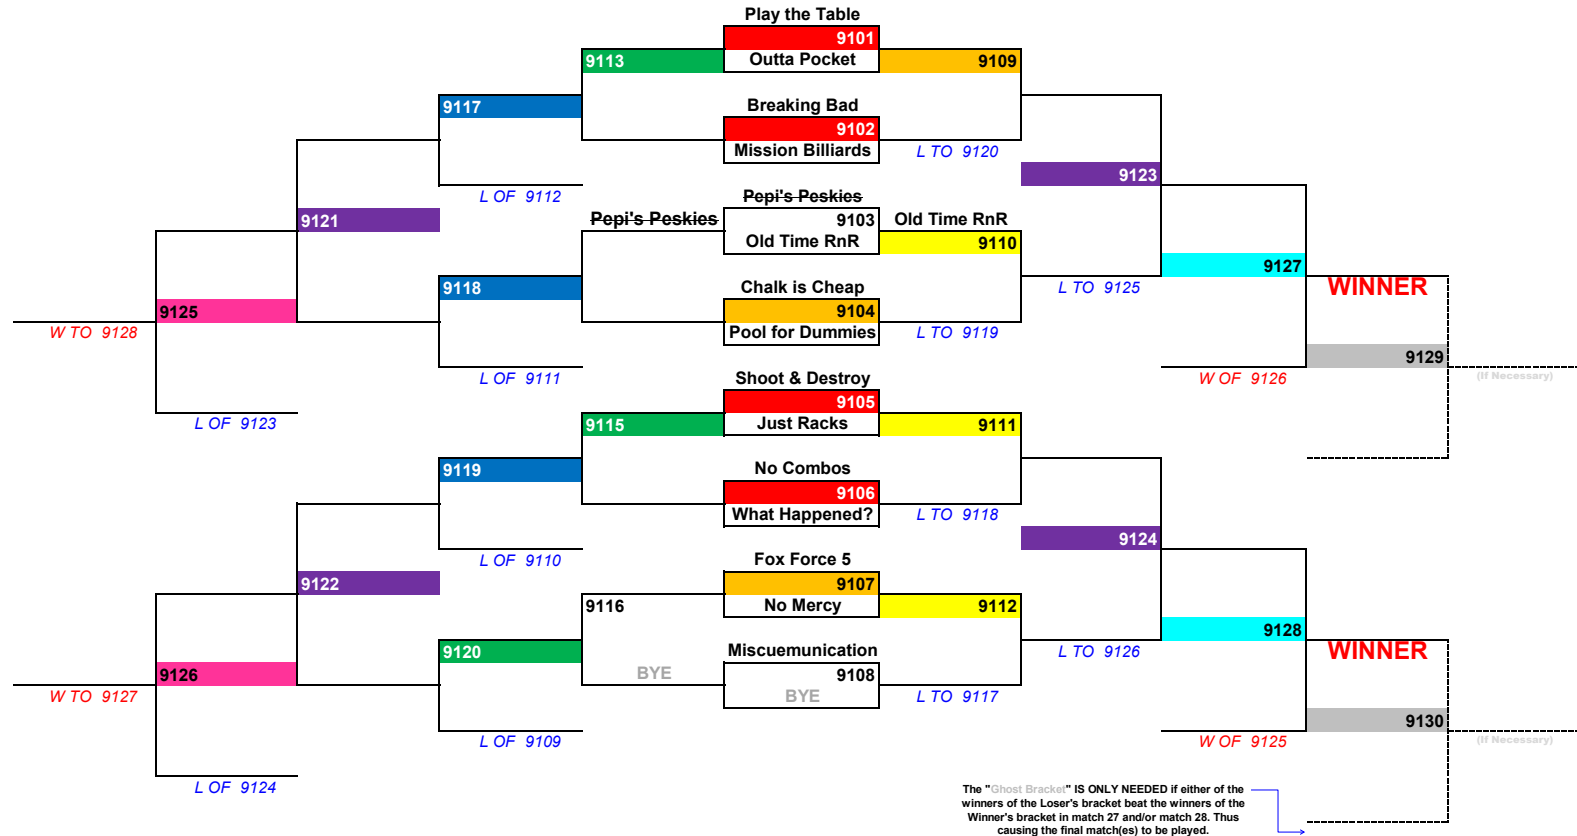 Play the Table
9101
9113
Outta Pocket
9109
9117
Breaking Bad
9102
Mission Billiards
L TO 9120
9123
L OF 9112
Pepi's Peskies
9121
Pepi's Peskies
9103
Old Time RnR
Old Time RnR
9110
9127
9118
Chalk is Cheap
L TO 9125
WINNER
9125
9104
W TO 9128
Pool for Dummies
L TO 9119
9129
L OF 9111
Shoot & Destroy
W OF 9126
(If Necessary)
9105
L OF 9123
9115
Just Racks
9111
9119
No Combos
9106
What Happened?
L TO 9118
9124
L OF 9110
Fox Force 5
9122
9107
9116
No Mercy
9112
9128
9120
Miscuemunication
L TO 9126
WINNER
9126
BYE
9108
W TO 9127
BYE
L TO 9117
9130
L OF 9109
W OF 9125
(If Necessary)
L OF 9124
The "Ghost Bracket" IS ONLY NEEDED if either of the
winners of the Loser's bracket beat the winners of the
Winner's bracket in match 27 and/or match 28. Thus
causing the final match(es) to be played.